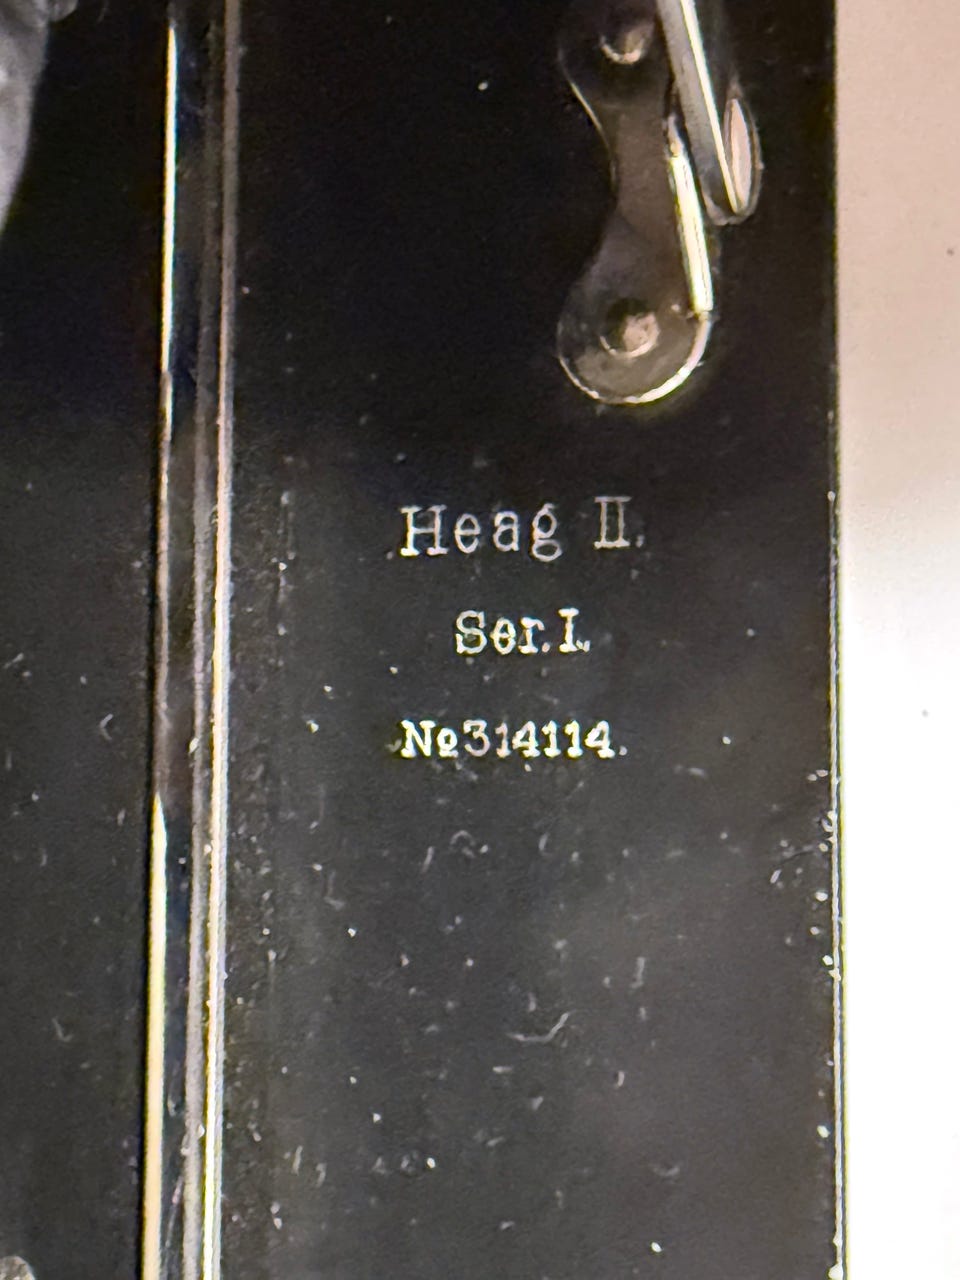 Heag II.
Ser. I.
№ 314114.